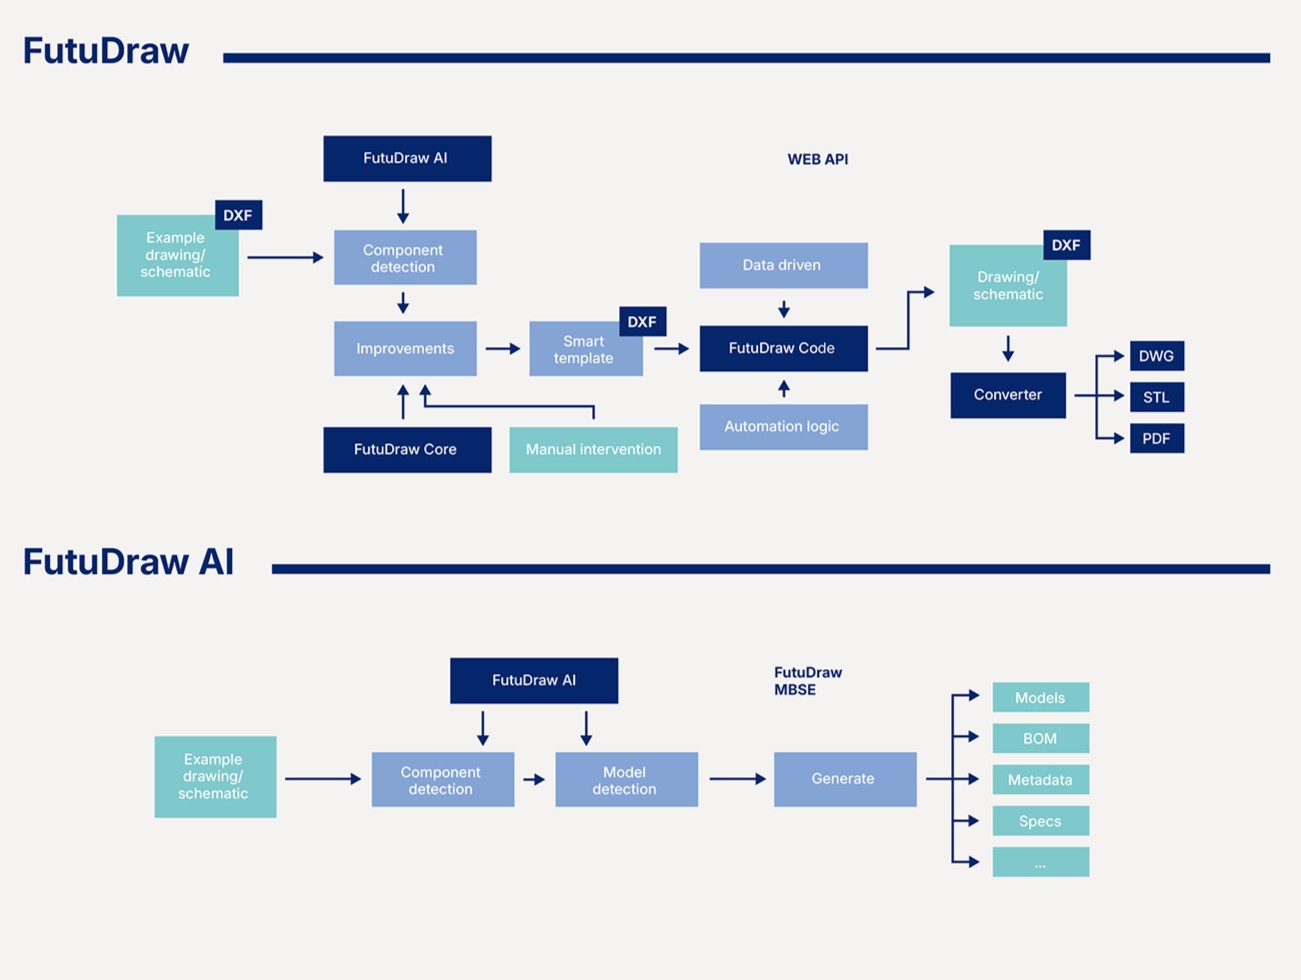 FutuDraw
FutuDraw AI
WEB API
DXF
Example
drawing/
schematic
Component
detection
Improvements
FutuDraw Core
Manual intervention
DXF
Smart
template
Data driven
FutuDraw Code
Automation logic
DXF
Drawing/
schematic
Converter
DWG
STL
PDF
FutuDraw AI
FutuDraw AI
FutuDraw
MBSE
Example
drawing/
schematic
Component
detection
Model
detection
Generate
Models
BOM
Metadata
Specs
...